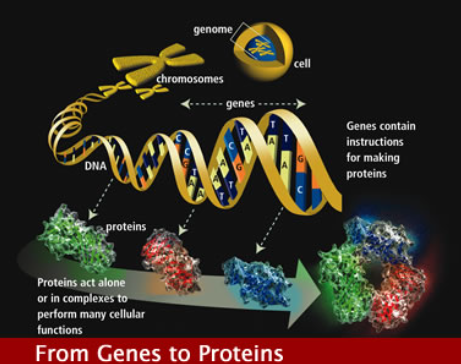 genome
cell
chromosomes
genes
Genes contain
instructions
for making
proteins
DNA
proteins
Proteins act alone
or in complexes to
perform many cellular
functions
From Genes to Proteins